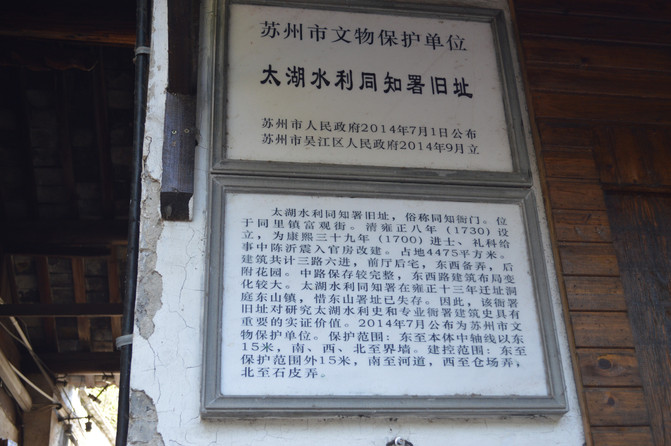 苏州市文物保护单位
太湖水利同知署旧址
苏州市人民政府2014年7月1日公布
苏州市吴江区人民政府2014年9月立
太湖水利同知署旧址，俗称同知衙门。位
于同里镇富观街。清雍正八年（1730）设
立，为康熙三十九年（1700）进士、礼科给
事中陈沂震入官房改建。占地4475平方米。
建筑共计三路六进，前厅后宅，东西备弄，后
附花园。中路保存较完整，东西路建筑布局变
化较大。太湖水利同知署在雍正十三年迁址洞
庭东山镇，惜东山署址已失存。因此，该衙署
旧址对研究太湖水利史和专业衙署建筑史具有
重要的实证价值。2014年7月公布为苏州市文
物保护单位。保护范围：东至本体中轴线以东
15米，南、西、北至界墙。建控范围：东至
保护范围外15米，南至河道，西至仓场弄，
北至石皮弄。